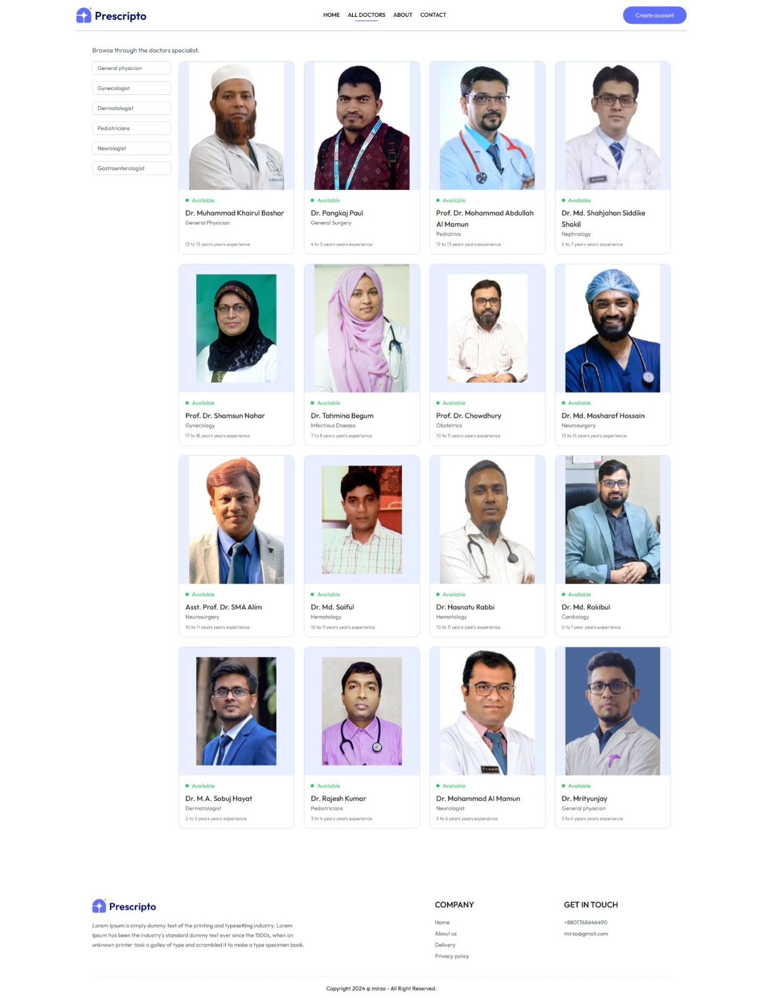 Prescripto
HOME
ALL DOCTORS
ABOUT
CONTACT
Create account
Browse through the doctors specialist.
General physician
Gynecologist
Dermatologist
Pediatricians
Neurologist
Gastroenterologist
Available
Dr. Muhammad Khairul Bashar
General Physician
12 to 13 years years experience
Available
Dr. Pangkaj Paul
General Surgery
4 to 5 years years experience
Available
Prof. Dr. Mohammad Abdullah
Al Mamun
Pediatrics
12 to 13 years years experience
Available
Dr. Md. Shahjahan Siddike
Shakil
Nephrology
6 to 7 years years experience
Available
Prof. Dr. Shamsun Nahar
Gynecology
17 to 18 years years experience
Available
Dr. Tahmina Begum
Infectious Disease
7 to 8 years years experience
Available
Prof. Dr. Chowdhury
Obstetrics
10 to 11 years years experience
Available
Dr. Md. Mosharaf Hossain
Neurosurgery
13 to 14 years years experience
Available
Asst. Prof. Dr. SMA Alim
Neurosurgery
10 to 11 years years experience
Available
Dr. Md. Saiful
Hematology
10 to 11 years years experience
Available
Dr. Hasnatu Rabbi
Hematology
10 to 11 years years experience
Available
Dr. Md. Rakibul
Cardiology
0 to 1 year years experience
Available
Dr. M.A. Sobuj Hayat
Dermatologist
2 to 3 years years experience
Available
Dr. Rajesh Kumar
Pediatricians
3 to 4 years years experience
Available
Dr. Mohammad Al Mamun
Neurologist
5 to 6 years years experience
Available
Dr. Mrityunjay
General physician
5 to 6 years years experience
Prescripto
Lorem Ipsum is simply dummy text of the printing and typesetting industry. Lorem
Ipsum has been the industry's standard dummy text ever since the 1500s, when an
unknown printer took a galley of type and scrambled it to make a type specimen book.
COMPANY
Home
About us
Delivery
Privacy policy
GET IN TOUCH
+8801768646490
mirza@gmail.com
Copyright 2024 @ mirza - All Right Reserved.